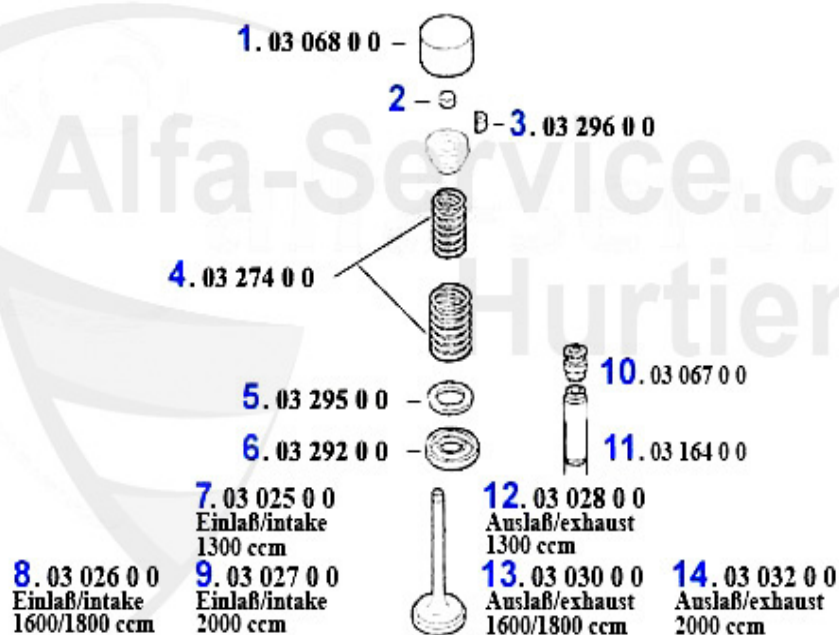 1. 03 068 0 0
2
3. 03 296 0 0
Alfa-Service.c
Hurtien
4. 03 274 0 0
10. 03 067 0 0
5. 03 295 0 0
6. 03 292 0 0
11. 03 164 0 0
7. 03 025 0 0
Einlaß/intake
1300 ccm
12. 03 028 0 0
Auslaß/exhaust
1300 ccm
8. 03 026 0 0
Einlaß/intake
1600/1800 ccm
9. 03 027 0 0
Einlaß/intake
2000 ccm
13. 03 030 0 0
Auslaß/exhaust
1600/1800 ccm
14. 03 032 0 0
Auslaß/exhaust
2000 ccm